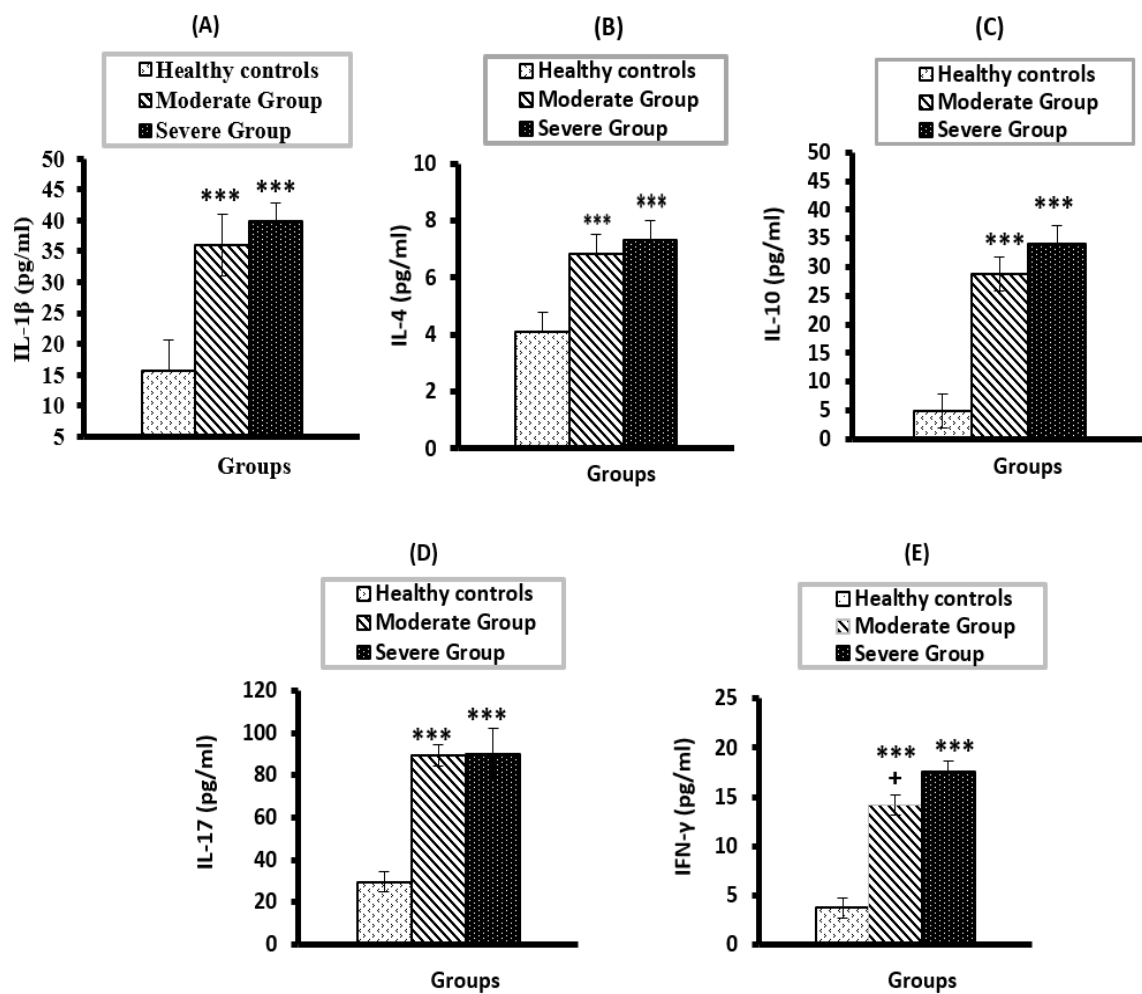 (A)
Healthy controls
Moderate Group
Severe Group
50
45
40
35
30
25
20
15
10
5
IL-1β (pg/ml)
*** ***
Groups
(B)
Healthy controls
Moderate Group
Severe Group
10
8
6
4
2
0
IL-4 (pg/ml)
*** ***
Groups
(C)
Healthy controls
Moderate Group
Severe Group
50
45
40
35
30
25
20
15
10
5
0
IL-10 (pg/ml)
*** ***
Groups
(D)
Healthy controls
Moderate Group
Severe Group
120
100
80
60
40
20
0
IL-17 (pg/ml)
*** ***
Groups
(E)
Healthy controls
Moderate Group
Severe Group
25
20
15
10
5
0
IFN-γ (pg/ml)
*** ***
+
Groups